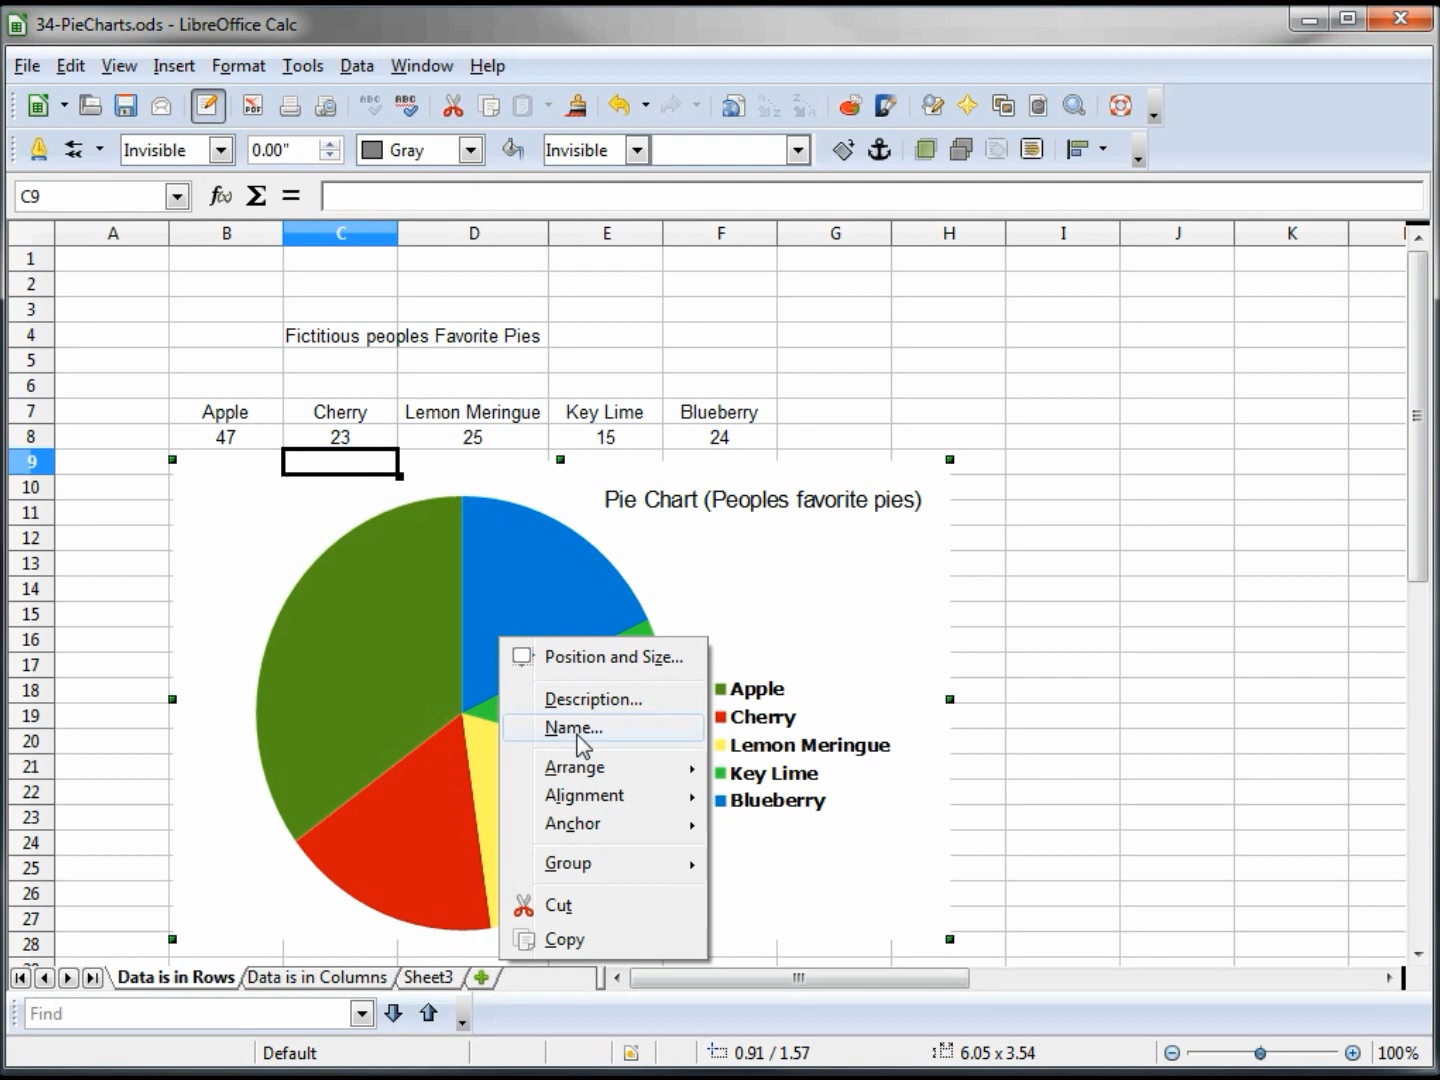 34-PieCharts.ods - LibreOffice Calc
File Edit View Insert Format Tools Data Window Help
Invisible 0.00" Gray Invisible
C9
A B C D E F G H I J K
1
2
3
4 Fictitious peoples Favorite Pies
5
6
7 Apple Cherry Lemon Meringue Key Lime Blueberry
8 47 23 25 15 24
9
10
11 Pie Chart (Peoples favorite pies)
12
13
14
15
16
17
18
19
20
21
22
23
24
25
26
27
28
Position and Size...
Description...
Name...
Arrange
Alignment
Anchor
Group
Cut
Copy
Apple
Cherry
Lemon Meringue
Key Lime
Blueberry
Data is in Rows Data is in Columns Sheet3
Find
Default 0.91 / 1.57 6.05 x 3.54 100%